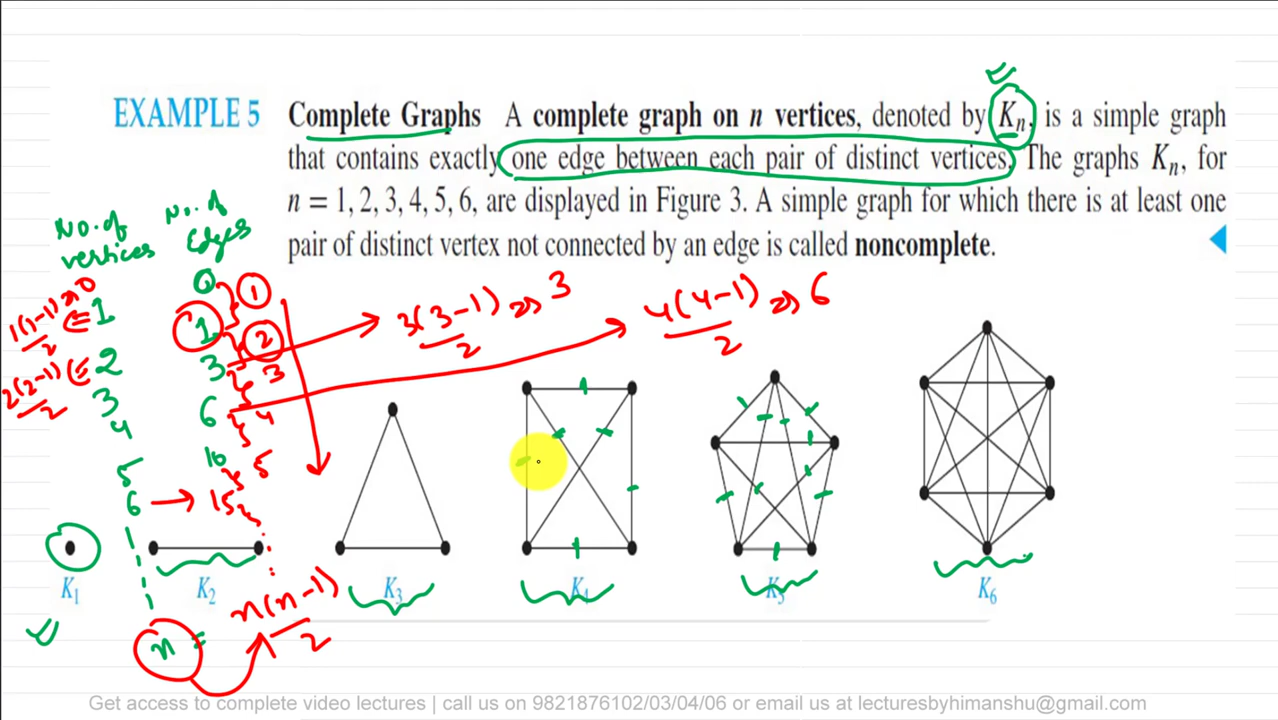 EXAMPLE 5 Complete Graphs A complete graph on n vertices, denoted by Kₙ, is a simple graph
that contains exactly one edge between each pair of distinct vertices. The graphs Kₙ, for
n = 1, 2, 3, 4, 5, 6, are displayed in Figure 3. A simple graph for which there is at least one
pair of distinct vertex not connected by an edge is called noncomplete.
No. of vertices
No. of Edges
1(1-1)/2 => 0 <= 1
0
1
2(2-1)/2 <= 2
1
2
3
3
3
4
6
4
5
10
5
6 → 15
n = n(n-1)/2
3(3-1)/2 => 3
4(4-1)/2 => 6
K₁
K₂
K₃
K₄
K₅
K₆
Get access to complete video lectures | call us on 9821876102/03/04/06 or email us at lecturesbyhimanshu@gmail.com